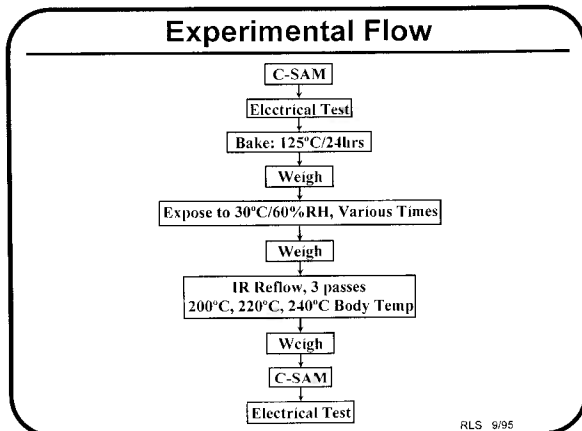 Experimental Flow
C-SAM
Electrical Test
Bake: 125°C/24hrs
Weigh
Expose to 30°C/60%RH, Various Times
Weigh
IR Reflow, 3 passes
200°C, 220°C, 240°C Body Temp
Weigh
C-SAM
Electrical Test
RLS 9/95